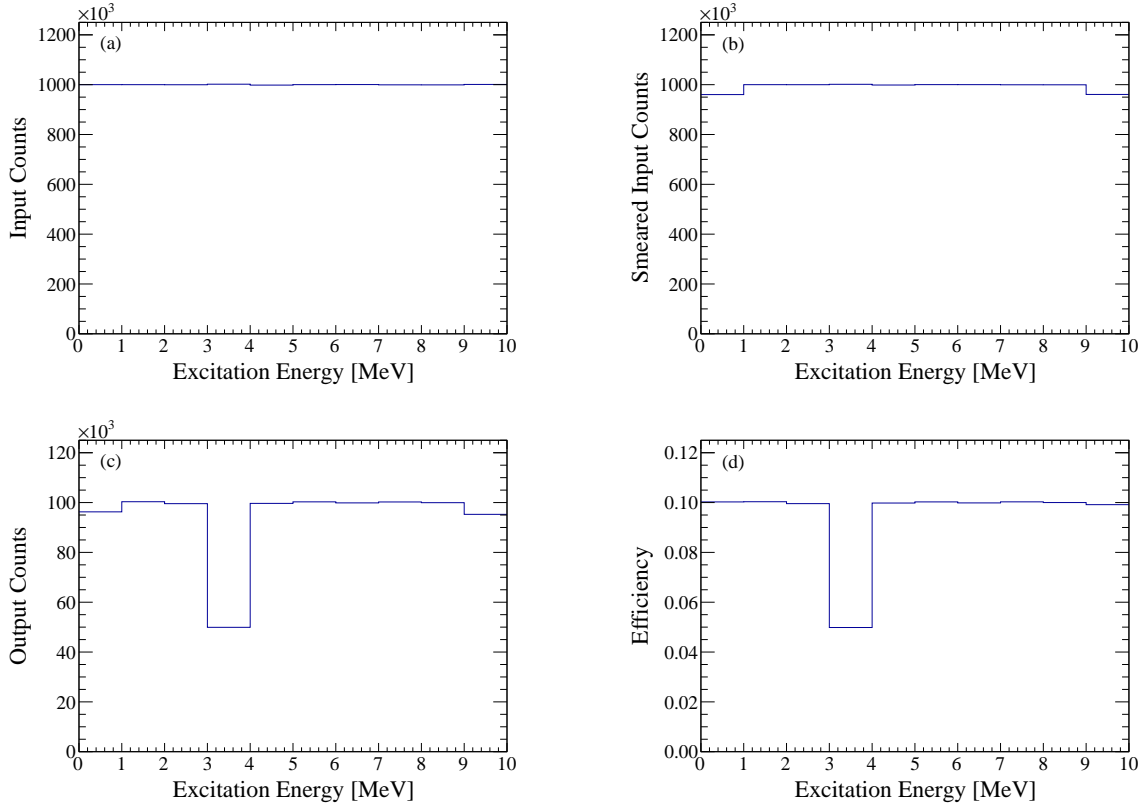 ×10³
(a)
1200
1000
800
600
400
200
0
Input Counts
0 1 2 3 4 5 6 7 8 9 10
Excitation Energy [MeV]
×10³
(b)
1200
1000
800
600
400
200
0
Smeared Input Counts
0 1 2 3 4 5 6 7 8 9 10
Excitation Energy [MeV]
×10³
(c)
120
100
80
60
40
20
0
Output Counts
0 1 2 3 4 5 6 7 8 9 10
Excitation Energy [MeV]
(d)
0.12
0.10
0.08
0.06
0.04
0.02
0.00
Efficiency
0 1 2 3 4 5 6 7 8 9 10
Excitation Energy [MeV]